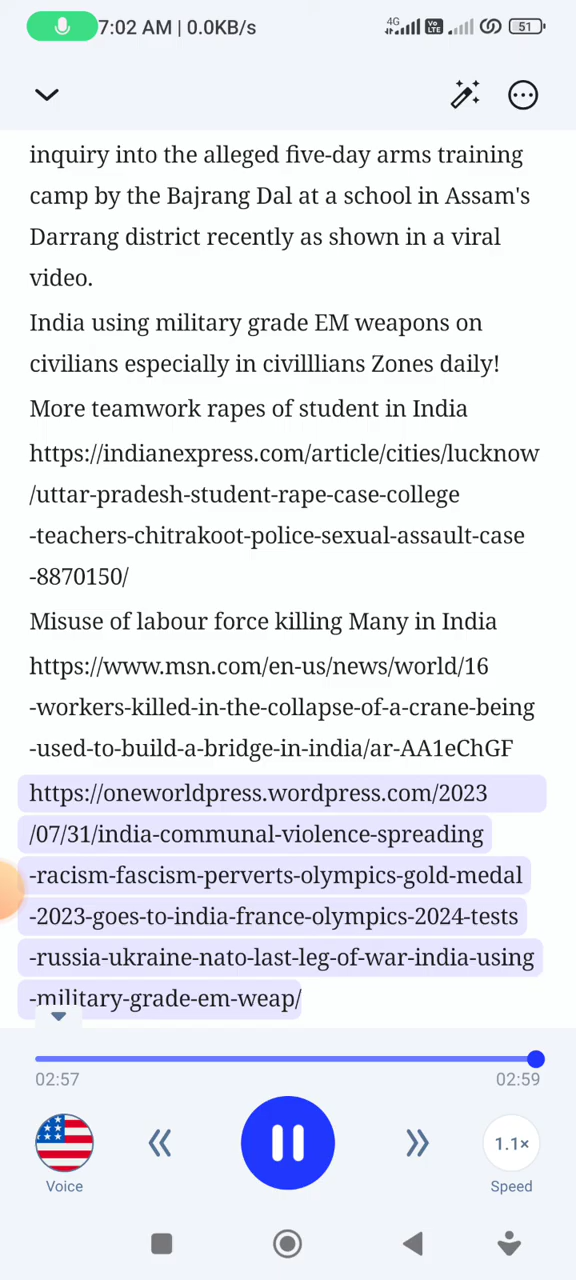 7:02 AM | 0.0KB/s 4G Vo LTE 51
inquiry into the alleged five-day arms training
camp by the Bajrang Dal at a school in Assam's
Darrang district recently as shown in a viral
video.
India using military grade EM weapons on
civilians especially in civilllians Zones daily!
More teamwork rapes of student in India
https://indianexpress.com/article/cities/lucknow
/uttar-pradesh-student-rape-case-college
-teachers-chitrakoot-police-sexual-assault-case
-8870150/
Misuse of labour force killing Many in India
https://www.msn.com/en-us/news/world/16
-workers-killed-in-the-collapse-of-a-crane-being
-used-to-build-a-bridge-in-india/ar-AA1eChGF
https://oneworldpress.wordpress.com/2023
/07/31/india-communal-violence-spreading
-racism-fascism-perverts-olympics-gold-medal
-2023-goes-to-india-france-olympics-2024-tests
-russia-ukraine-nato-last-leg-of-war-india-using
-military-grade-em-weap/
02:57 02:59
1.1×
Voice Speed